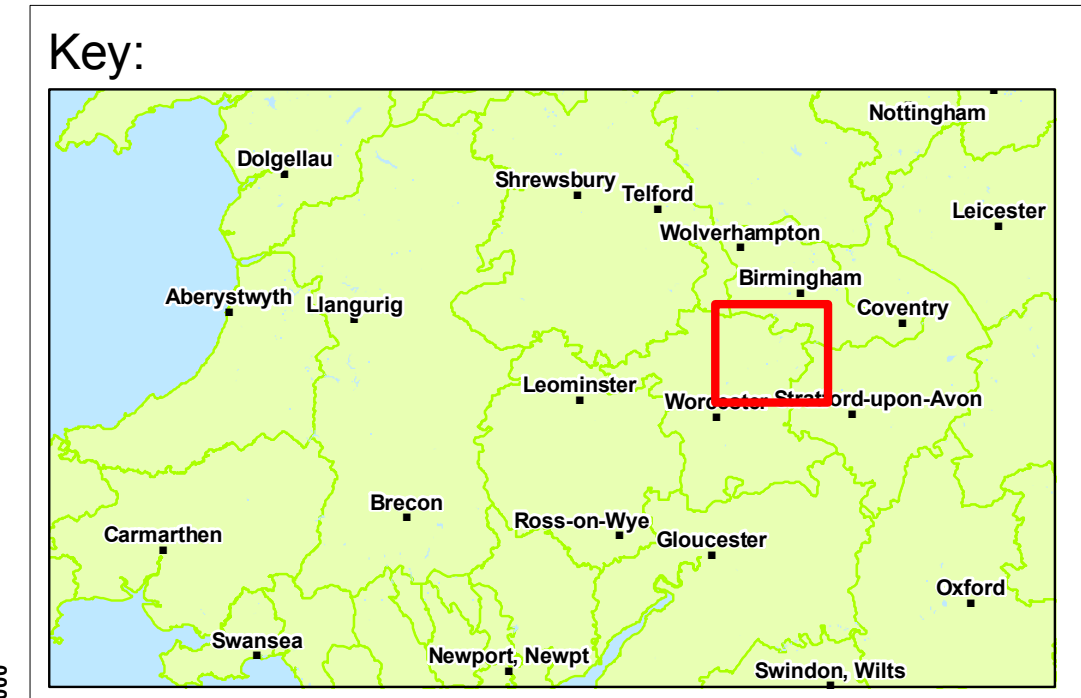 Key:
Nottingham
Dolgellau
Shrewsbury
Telford
Leicester
Wolverhampton
Birmingham
Aberystwyth
Llangurig
Coventry
Leominster
Worcester
Stratford-upon-Avon
Brecon
Ross-on-Wye
Carmarthen
Gloucester
Oxford
Swansea
Newport, Newpt
Swindon, Wilts